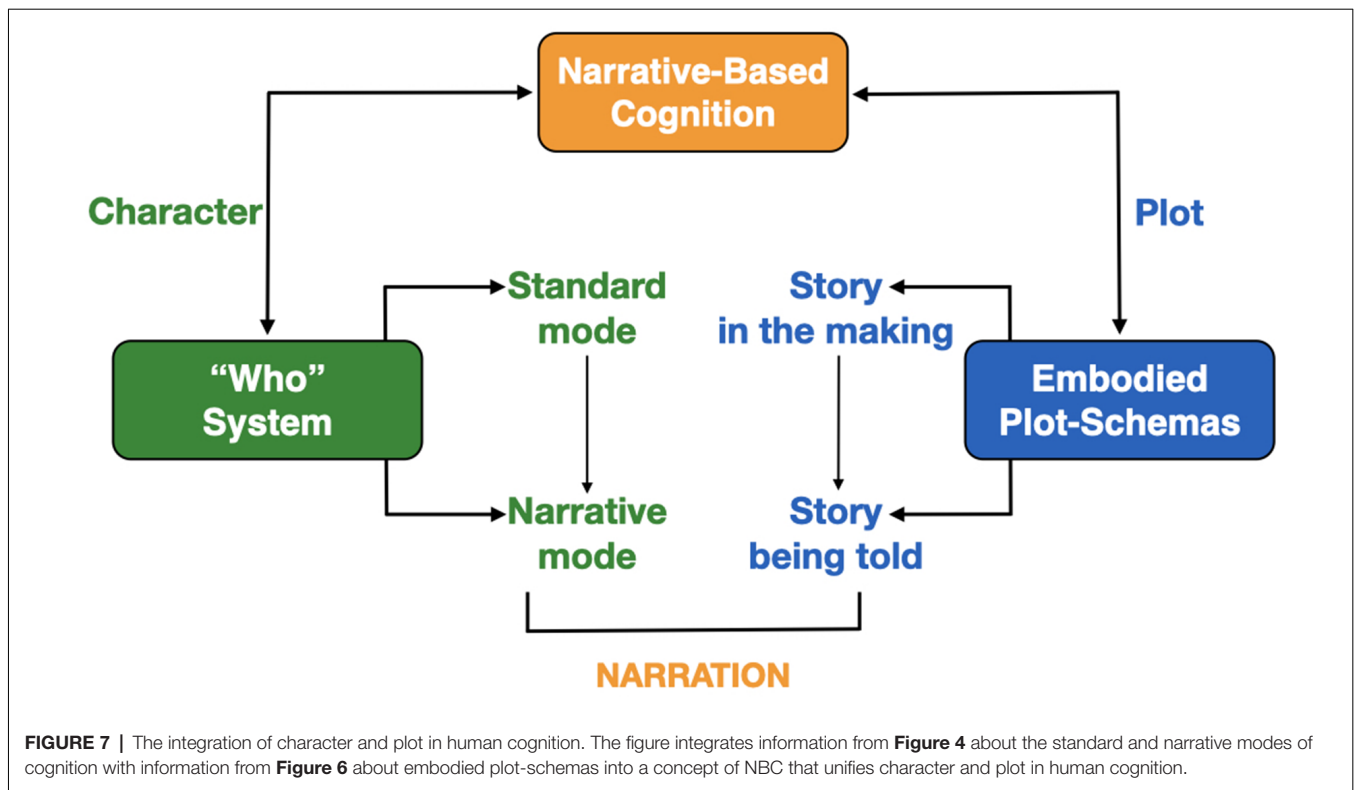 Narrative-Based
Cognition
Character
Plot
Standard
mode
Story
in the making
“Who”
System
Embodied
Plot-Schemas
Narrative
mode
Story
being told
NARRATION
FIGURE 7 | The integration of character and plot in human cognition. The figure integrates information from Figure 4 about the standard and narrative modes of
cognition with information from Figure 6 about embodied plot-schemas into a concept of NBC that unifies character and plot in human cognition.